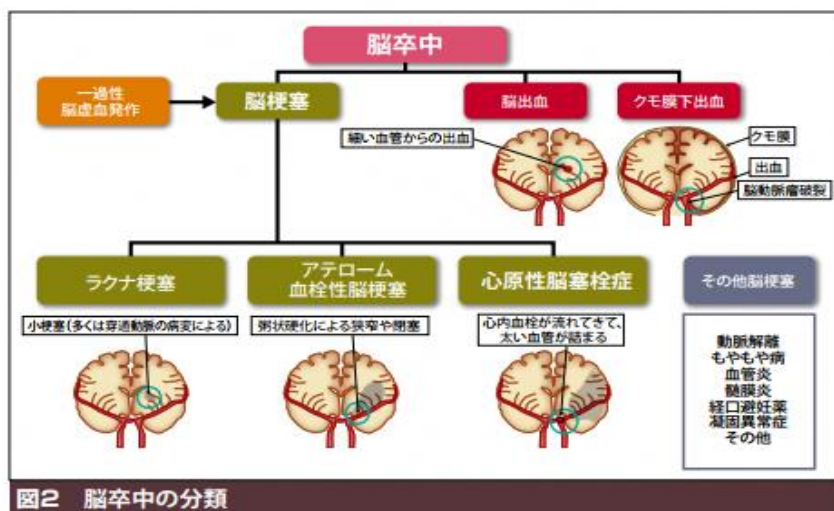 脳卒中
一過性
脳虚血発作
脳梗塞
脳出血
クモ膜下出血
細い血管からの出血
クモ膜
出血
脳動脈瘤破裂
ラクナ梗塞
アテローム
血栓性脳梗塞
心原性脳塞栓症
その他脳梗塞
小梗塞(多くは穿通動脈の病変による)
粥状硬化による狭窄や閉塞
心内血栓が流れてきて、
太い血管が詰まる
動脈解離
もやもや病
血管炎
髄膜炎
経口避妊薬
凝固異常症
その他
図2 脳卒中の分類